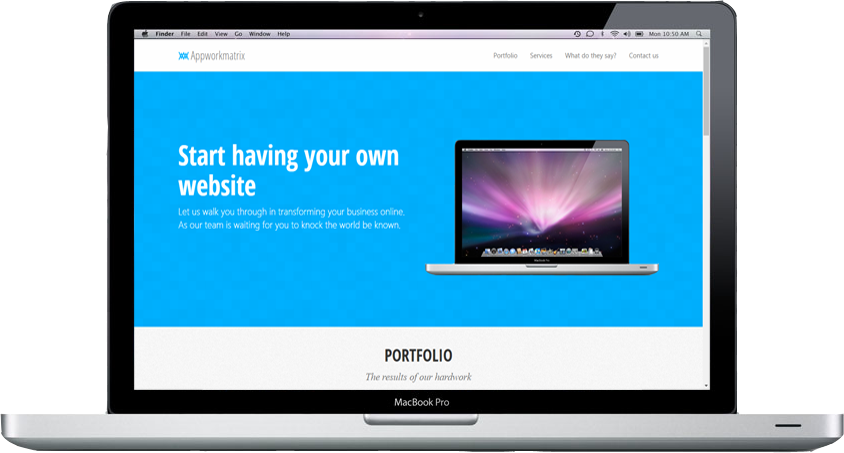 Finder File Edit View Go Window Help Mon 10:50 AM
Appworkmatrix Portfolio Services What do they say? Contact us
Start having your own
website
Let us walk you through in transforming your business online.
As our team is waiting for you to knock the world be known.
MacBook Pro
PORTFOLIO
The results of our hardwork
MacBook Pro